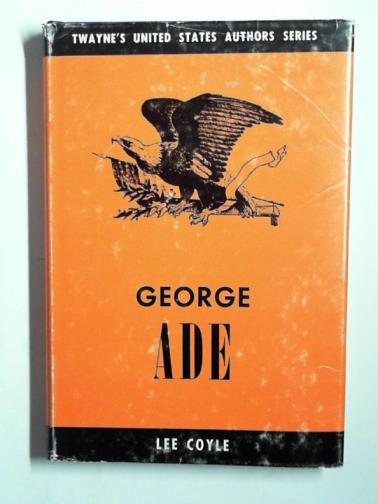 TWAYNE'S UNITED STATES AUTHORS SERIES
GEORGE
ADE
LEE COYLE